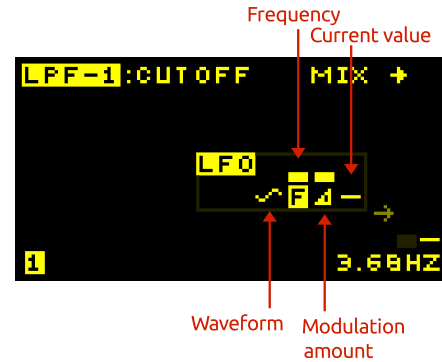 Frequency
Current value
LPF-1:CUTOFF MIX →
LFO
F
1 3.68HZ
Waveform
Modulation
amount